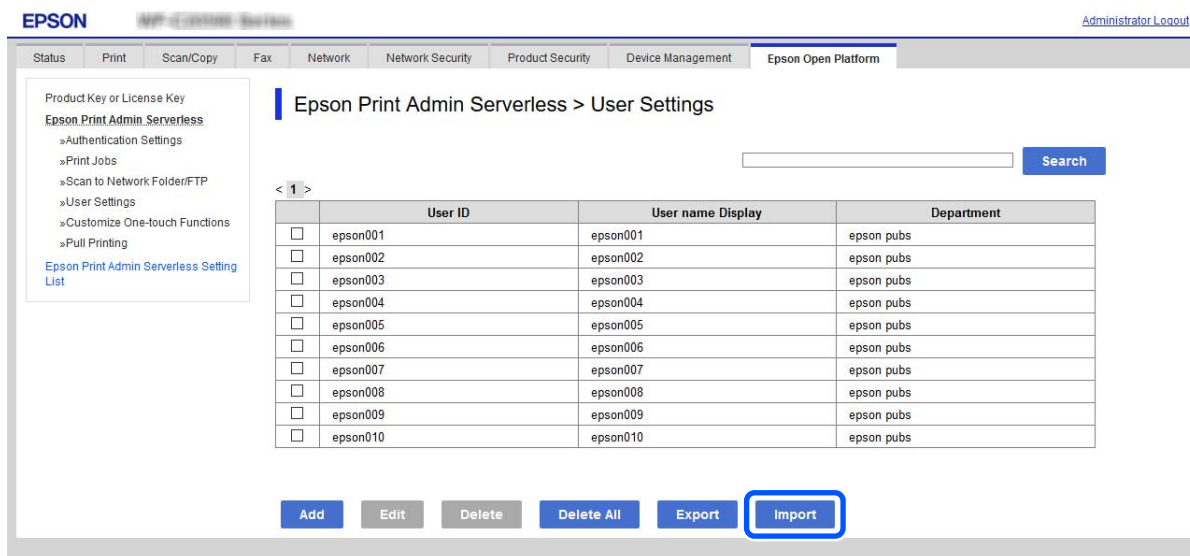 EPSON
Administrator Logout
Status Print Scan/Copy Fax Network Network Security Product Security Device Management Epson Open Platform
Product Key or License Key
Epson Print Admin Serverless
»Authentication Settings
»Print Jobs
»Scan to Network Folder/FTP
»User Settings
»Customize One-touch Functions
»Pull Printing
Epson Print Admin Serverless Setting
List
Epson Print Admin Serverless > User Settings
Search
< 1 >
User ID User name Display Department
epson001 epson001 epson pubs
epson002 epson002 epson pubs
epson003 epson003 epson pubs
epson004 epson004 epson pubs
epson005 epson005 epson pubs
epson006 epson006 epson pubs
epson007 epson007 epson pubs
epson008 epson008 epson pubs
epson009 epson009 epson pubs
epson010 epson010 epson pubs
Add Edit Delete Delete All Export Import